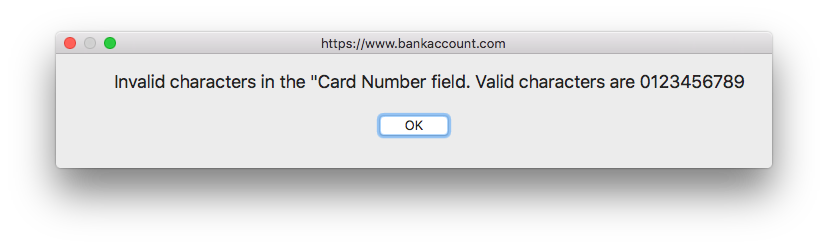 https://www.bankaccount.com
Invalid characters in the "Card Number field. Valid characters are 0123456789
OK